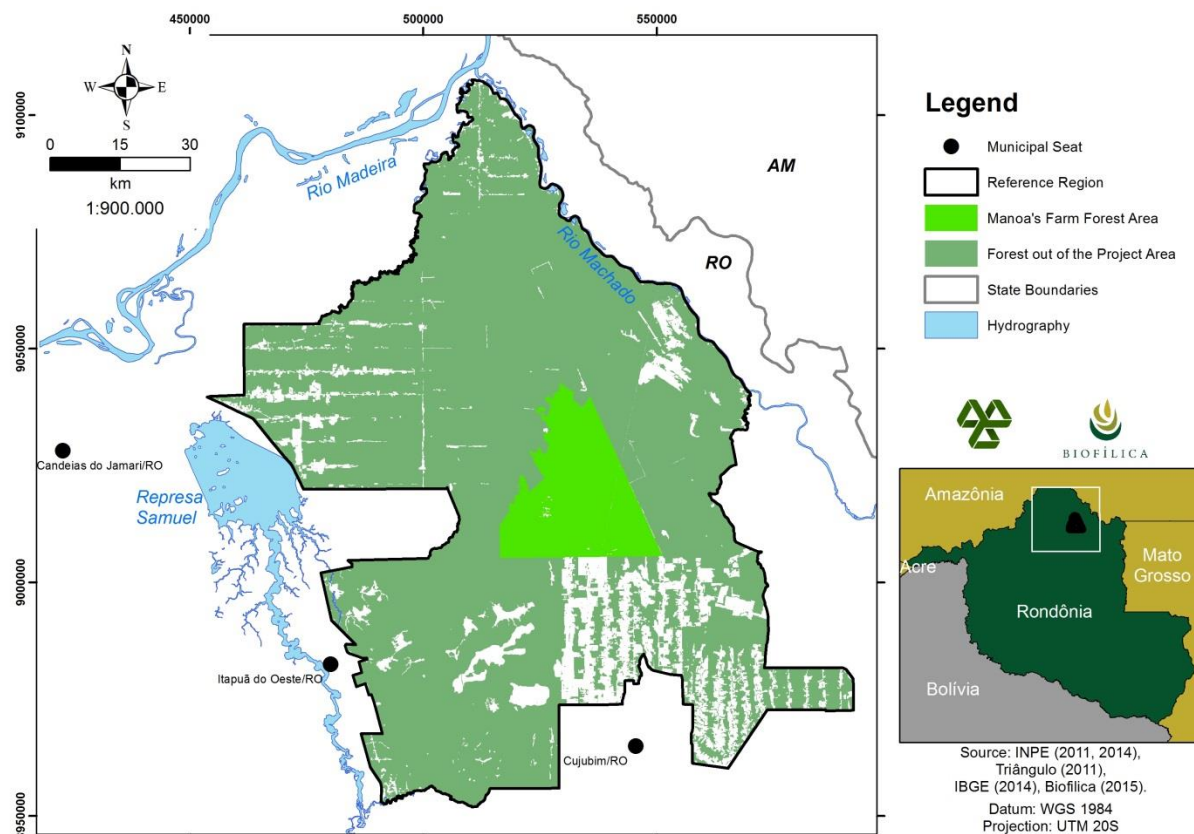 450000
500000
550000
N
W
E
S
0
15
30
km
1:900.000
9100000
9050000
9000000
8950000
Rio Madeira
Rio Machado
AM
RO
Candeias do Jamari/RO
Represa
Samuel
Itapuã do Oeste/RO
Cujubim/RO
Legend
Municipal Seat
Reference Region
Manoa's Farm Forest Area
Forest out of the Project Area
State Boundaries
Hydrography
BIOFÍLICA
Amazônia
Acre
Mato
Grosso
Rondônia
Bolívia
Source: INPE (2011, 2014),
Triângulo (2011),
IBGE (2014), Biofilica (2015).
Datum: WGS 1984
Projection: UTM 20S